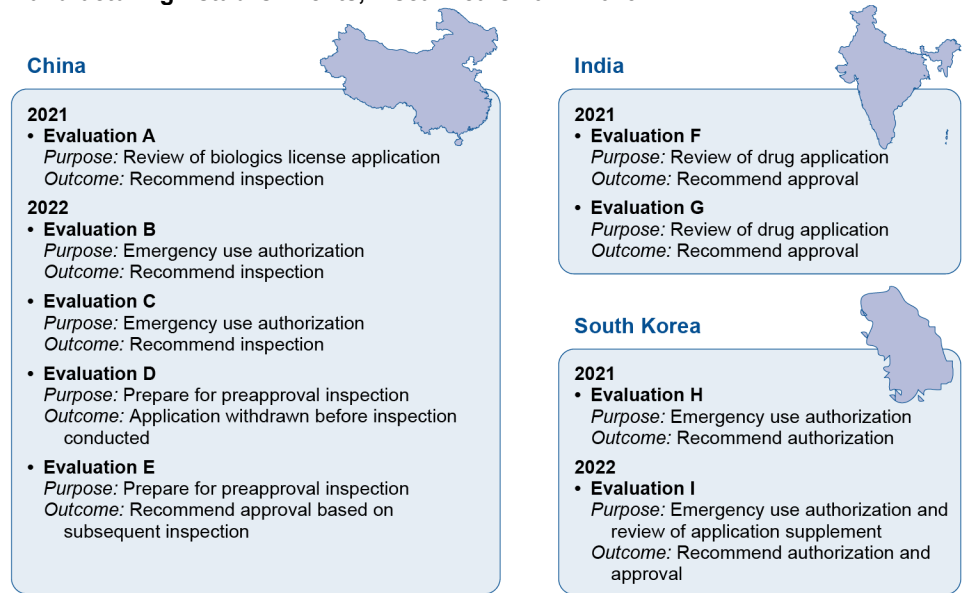 China
2021
• Evaluation A
Purpose: Review of biologics license application
Outcome: Recommend inspection
2022
• Evaluation B
Purpose: Emergency use authorization
Outcome: Recommend inspection
• Evaluation C
Purpose: Emergency use authorization
Outcome: Recommend inspection
• Evaluation D
Purpose: Prepare for preapproval inspection
Outcome: Application withdrawn before inspection
conducted
• Evaluation E
Purpose: Prepare for preapproval inspection
Outcome: Recommend approval based on
subsequent inspection
India
2021
• Evaluation F
Purpose: Review of drug application
Outcome: Recommend approval
• Evaluation G
Purpose: Review of drug application
Outcome: Recommend approval
South Korea
2021
• Evaluation H
Purpose: Emergency use authorization
Outcome: Recommend authorization
2022
• Evaluation I
Purpose: Emergency use authorization and
review of application supplement
Outcome: Recommend authorization and
approval